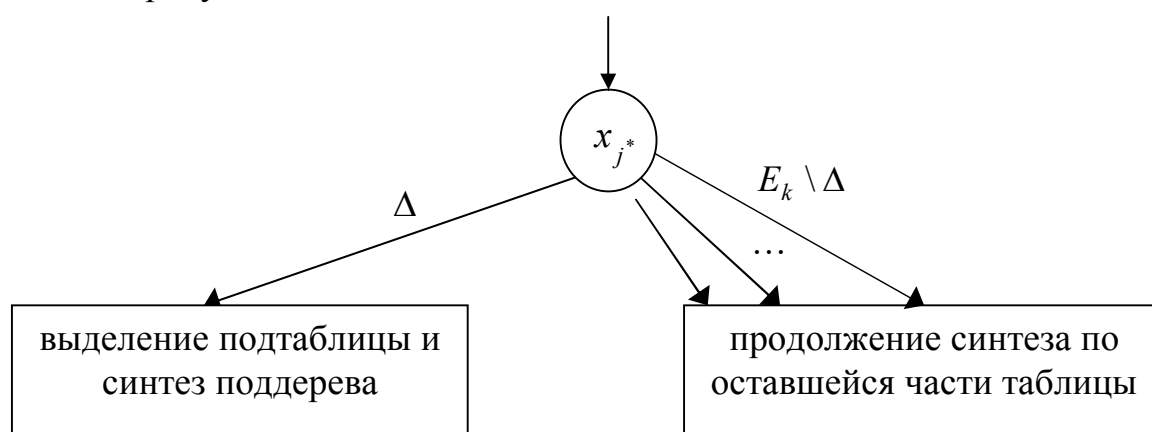 x_{j^*}
E_k \ Δ
Δ
...
выделение подтаблицы и
синтез поддерева
продолжение синтеза по
оставшейся части таблицы